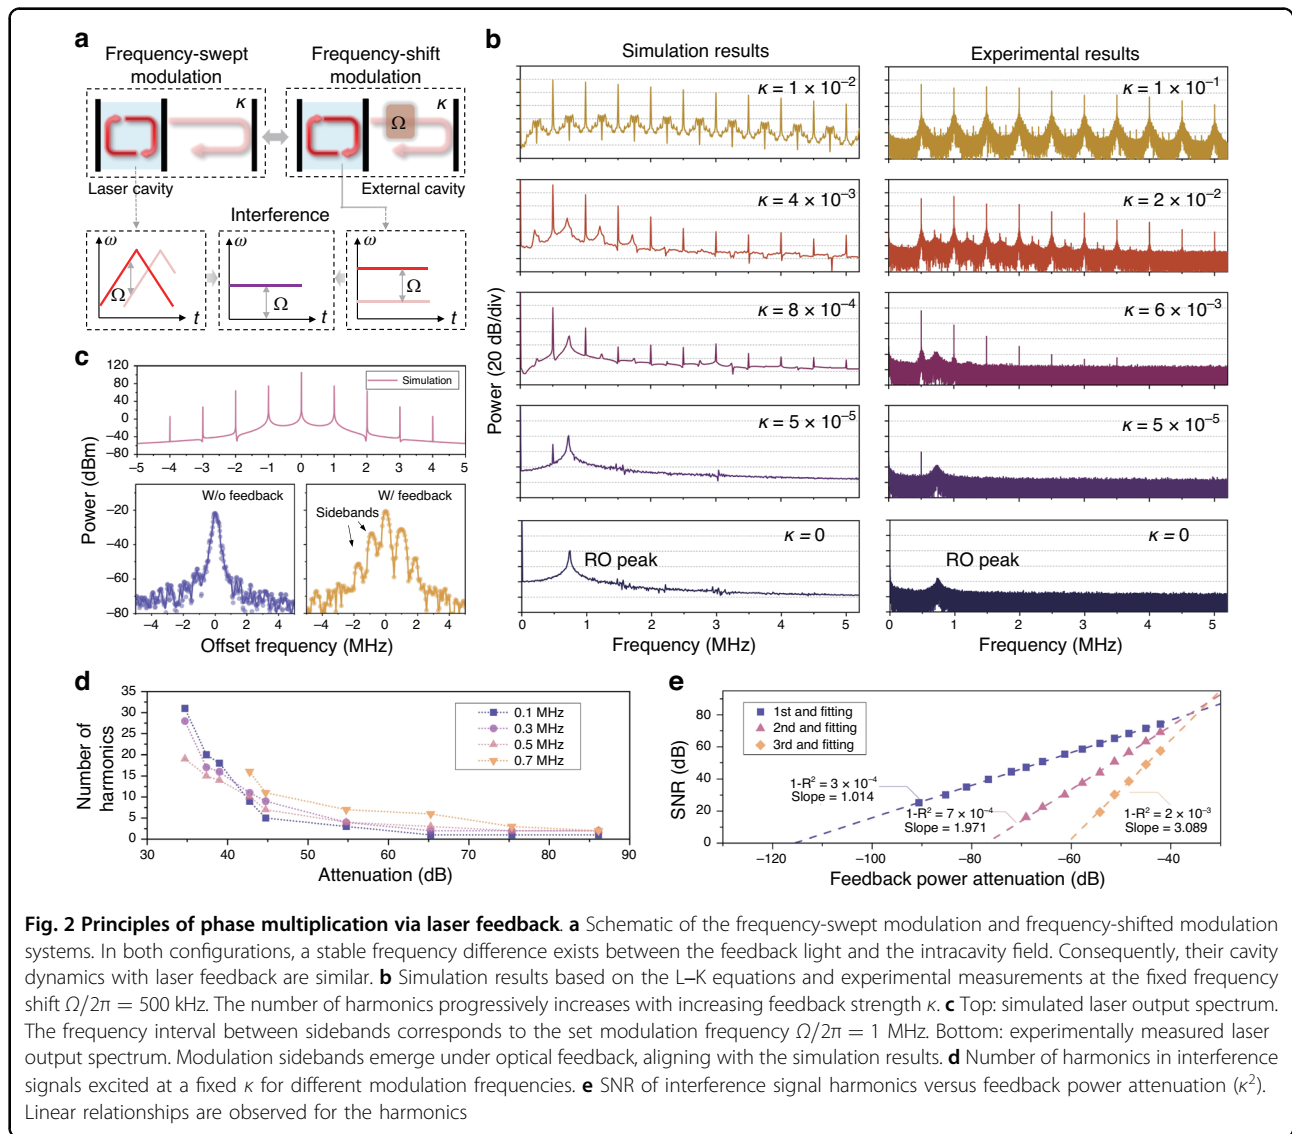 a
Frequency-swept
modulation
Frequency-shift
modulation
κ
κ
Ω
Laser cavity
External cavity
Interference
ω
ω
ω
Ω
Ω
Ω
t
t
t
b
Simulation results
Experimental results
κ = 1 × 10⁻²
κ = 1 × 10⁻¹
κ = 4 × 10⁻³
κ = 2 × 10⁻²
κ = 8 × 10⁻⁴
κ = 6 × 10⁻³
κ = 5 × 10⁻⁵
κ = 5 × 10⁻⁵
κ = 0
κ = 0
RO peak
RO peak
Power (20 dB/div)
0 1 2 3 4 5
0 1 2 3 4 5
Frequency (MHz)
Frequency (MHz)
c
120
80
40
0
−40
−80
Simulation
−5 −4 −3 −2 −1 0 1 2 3 4 5
Power (dBm)
−20
−40
−60
−80
W/o feedback
W/ feedback
Sidebands
−4 −2 0 2 4
−4 −2 0 2 4
Offset frequency (MHz)
d
35
30
25
20
15
10
5
0
Number of
harmonics
0.1 MHz
0.3 MHz
0.5 MHz
0.7 MHz
30 40 50 60 70 80 90
Attenuation (dB)
e
80
60
40
20
0
SNR (dB)
1st and fitting
2nd and fitting
3rd and fitting
1-R² = 3 × 10⁻⁴
Slope = 1.014
1-R² = 7 × 10⁻⁴
Slope = 1.971
1-R² = 2 × 10⁻³
Slope = 3.089
−120 −100 −80 −60 −40
Feedback power attenuation (dB)
Fig. 2 Principles of phase multiplication via laser feedback. a Schematic of the frequency-swept modulation and frequency-shifted modulation
systems. In both configurations, a stable frequency difference exists between the feedback light and the intracavity field. Consequently, their cavity
dynamics with laser feedback are similar. b Simulation results based on the L–K equations and experimental measurements at the fixed frequency
shift Ω/2π = 500 kHz. The number of harmonics progressively increases with increasing feedback strength κ. c Top: simulated laser output spectrum.
The frequency interval between sidebands corresponds to the set modulation frequency Ω/2π = 1 MHz. Bottom: experimentally measured laser
output spectrum. Modulation sidebands emerge under optical feedback, aligning with the simulation results. d Number of harmonics in interference
signals excited at a fixed κ for different modulation frequencies. e SNR of interference signal harmonics versus feedback power attenuation (κ²).
Linear relationships are observed for the harmonics